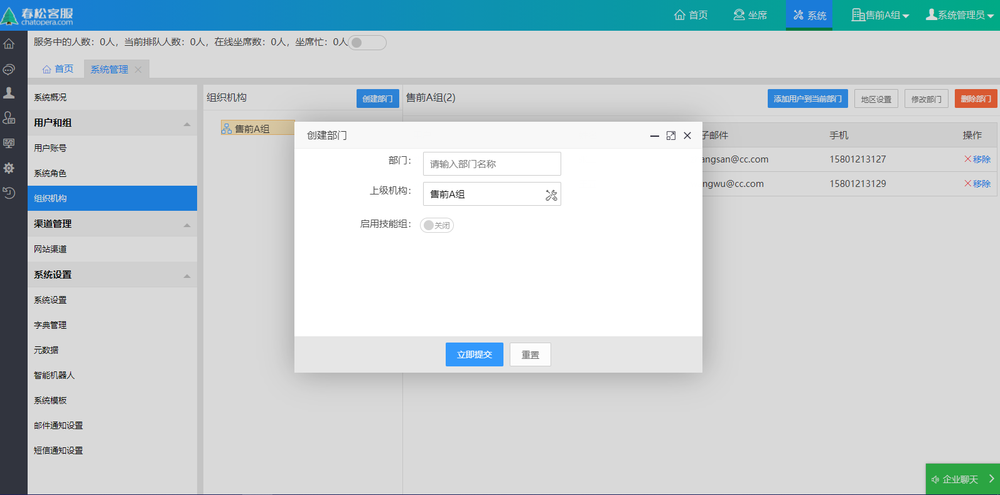 春松客服
chatopera.com
首页
坐席
系统
售前A组
系统管理员
服务中的人数：0人，当前排队人数：0人，在线坐席数：0人，坐席忙：0人
首页
系统管理
系统概况
用户和组
用户账号
系统角色
组织机构
渠道管理
网站渠道
系统设置
系统设置
字典管理
元数据
智能机器人
系统模板
邮件通知设置
短信通知设置
组织机构
创建部门
售前A组
售前A组(2)
添加用户到当前部门
地区设置
修改部门
删除部门
子邮件
手机
操作
angsan@cc.com
15801213127
移除
ngwu@cc.com
15801213129
移除
创建部门
部门：
请输入部门名称
上级机构：
售前A组
启用技能组：
关闭
立即提交
重置
企业聊天